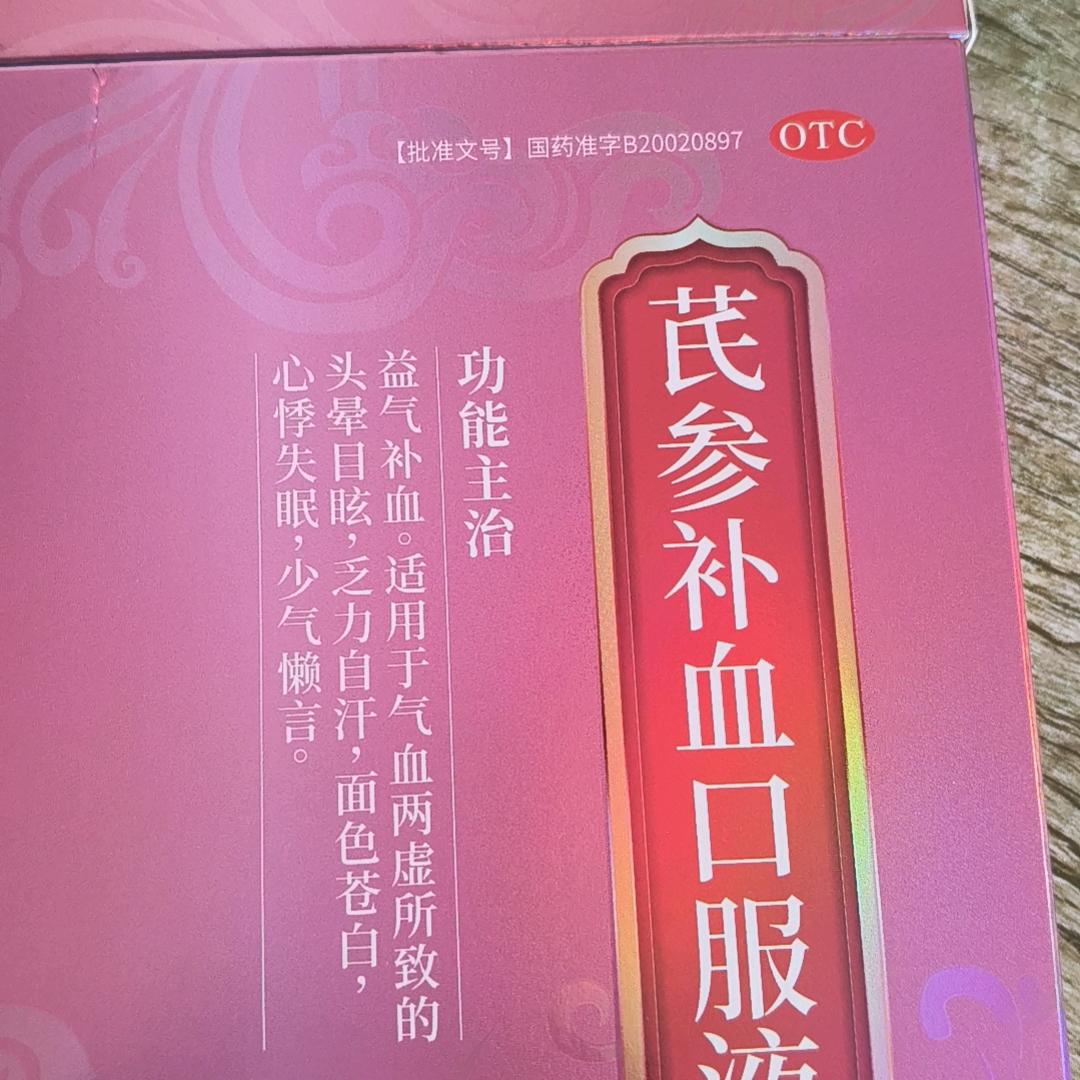 【批准文号】国药准字B20020897
OTC
芪参补血口服液
功能主治
益气补血。适用于气血两虚所致的
头晕目眩，乏力自汗，面色苍白，
心悸失眠，少气懒言。